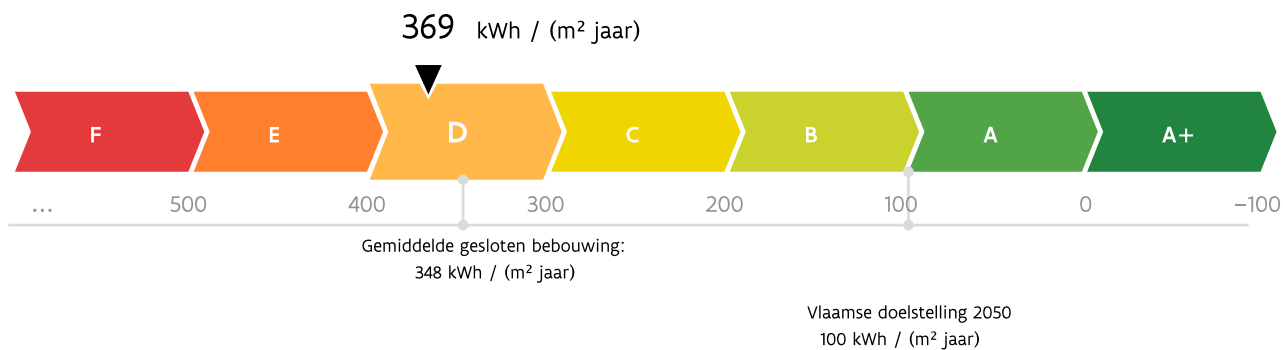 369 kWh / (m² jaar)
F E D C B A A+
... 500 400 300 200 100 0 −100
Gemiddelde gesloten bebouwing:
348 kWh / (m² jaar)
Vlaamse doelstelling 2050
100 kWh / (m² jaar)